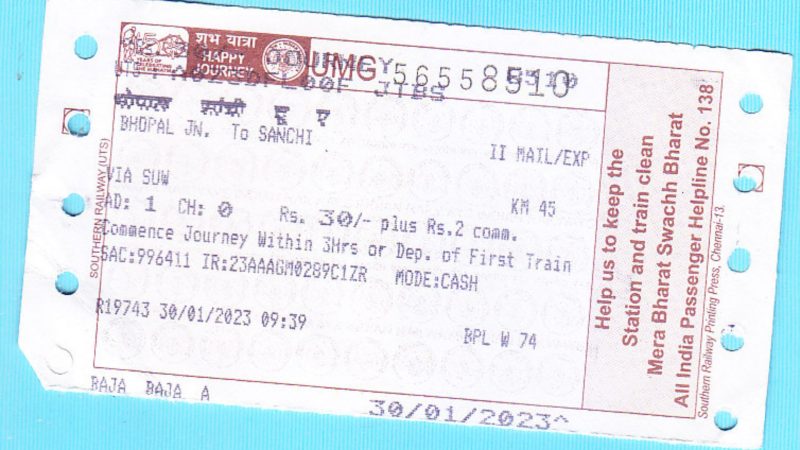 शुभ यात्रा
HAPPY
JOURNEY
JOURNEY
UMG 56558510
भोपाल सांची
BHOPAL JN. To SANCHI
II MAIL/EXP
VIA SUW
KM 45
AD: 1 CH: 0 Rs. 30/- plus Rs.2 comm.
Commence Journey Within 3Hrs or Dep. of First Train
SAC:996411 IR:23AAAGM0289C1ZR MODE:CASH
R19743 30/01/2023 09:39
BPL W 74
BAJA BAJA A
30/01/2023^
SOUTHERN RAILWAY (UTS)
Help us to keep the
Station and train clean
Mera Bharat Swachh Bharat
All India Passenger Helpline No. 138
Southern Railway Printing Press, Chennai-13.